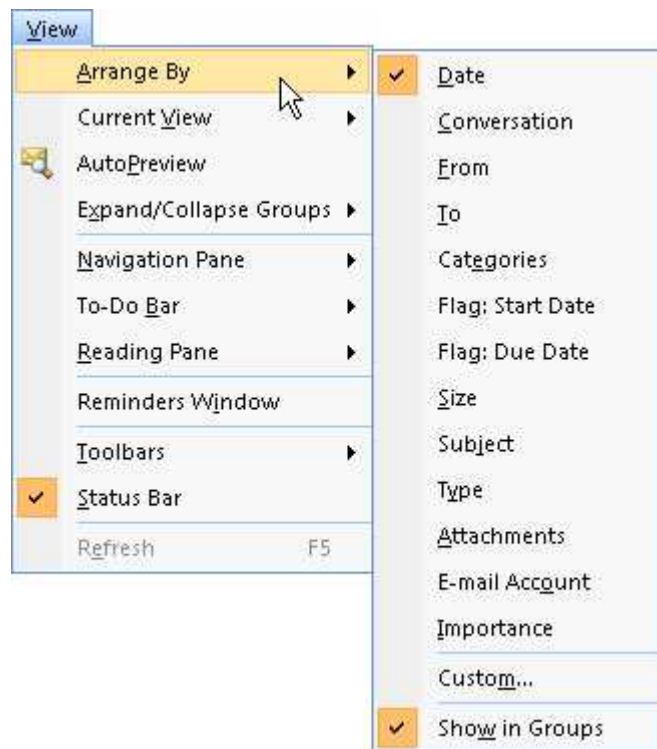 View
Arrange By
Current View
AutoPreview
Expand/Collapse Groups
Navigation Pane
To-Do Bar
Reading Pane
Reminders Window
Toolbars
Status Bar
Refresh F5
Date
Conversation
From
To
Categories
Flag: Start Date
Flag: Due Date
Size
Subject
Type
Attachments
E-mail Account
Importance
Custom...
Show in Groups